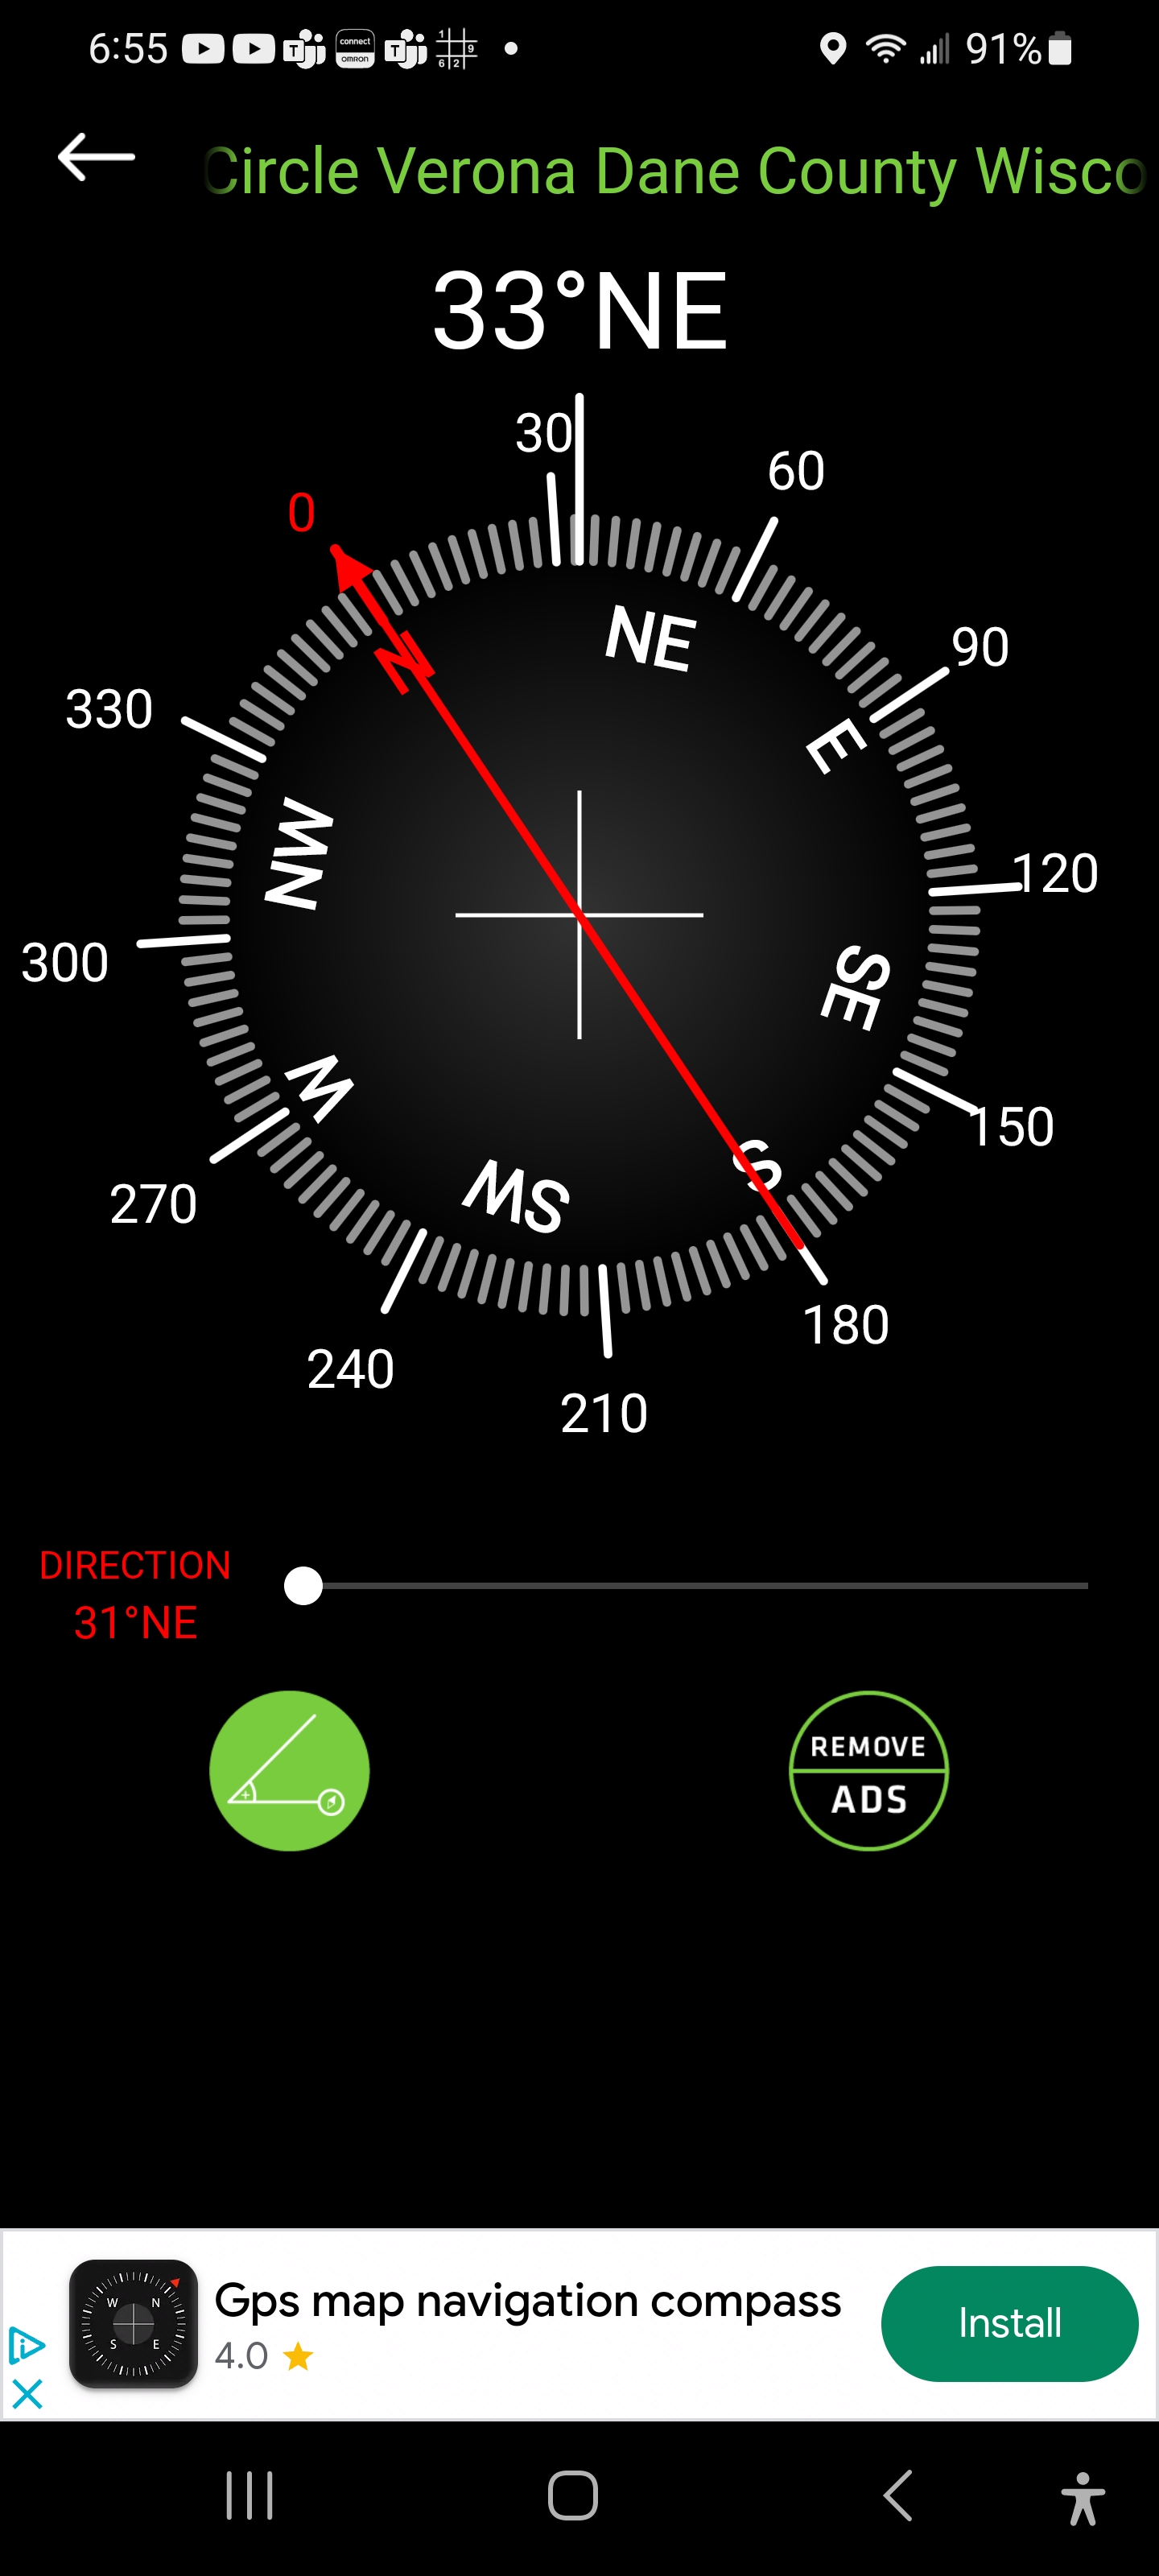 6:55 91%
Circle Verona Dane County Wisco
33°NE
30
60
0
NE
90
N
330
E
NW
120
300
SE
W
150
S
270
SW
180
240
210
DIRECTION
31°NE
REMOVE
ADS
Gps map navigation compass
4.0
Install